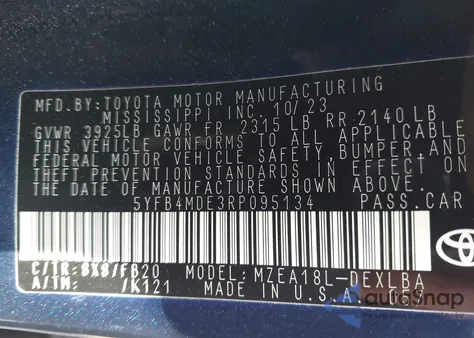 MFD.BY:TOYOTA MOTOR MANUFACTURING
MISSISSIPPI INC. 10/23
GVWR 3925LB GAWR FR 2315 LB RR 2140 LB
THIS VEHICLE CONFORMS TO ALL APPLICABLE
FEDERAL MOTOR VEHICLE SAFETY, BUMPER, AND
THEFT PREVENTION STANDARDS IN EFFECT ON
THE DATE OF MANUFACTURE SHOWN ABOVE.
5YFB4MDE3RP095134 PASS.CAR
C/TR:8X8/FB20 MODEL: MZEA18L-DEXLBA
A/TM: /K121 MADE IN U.S.A.
autoSnap